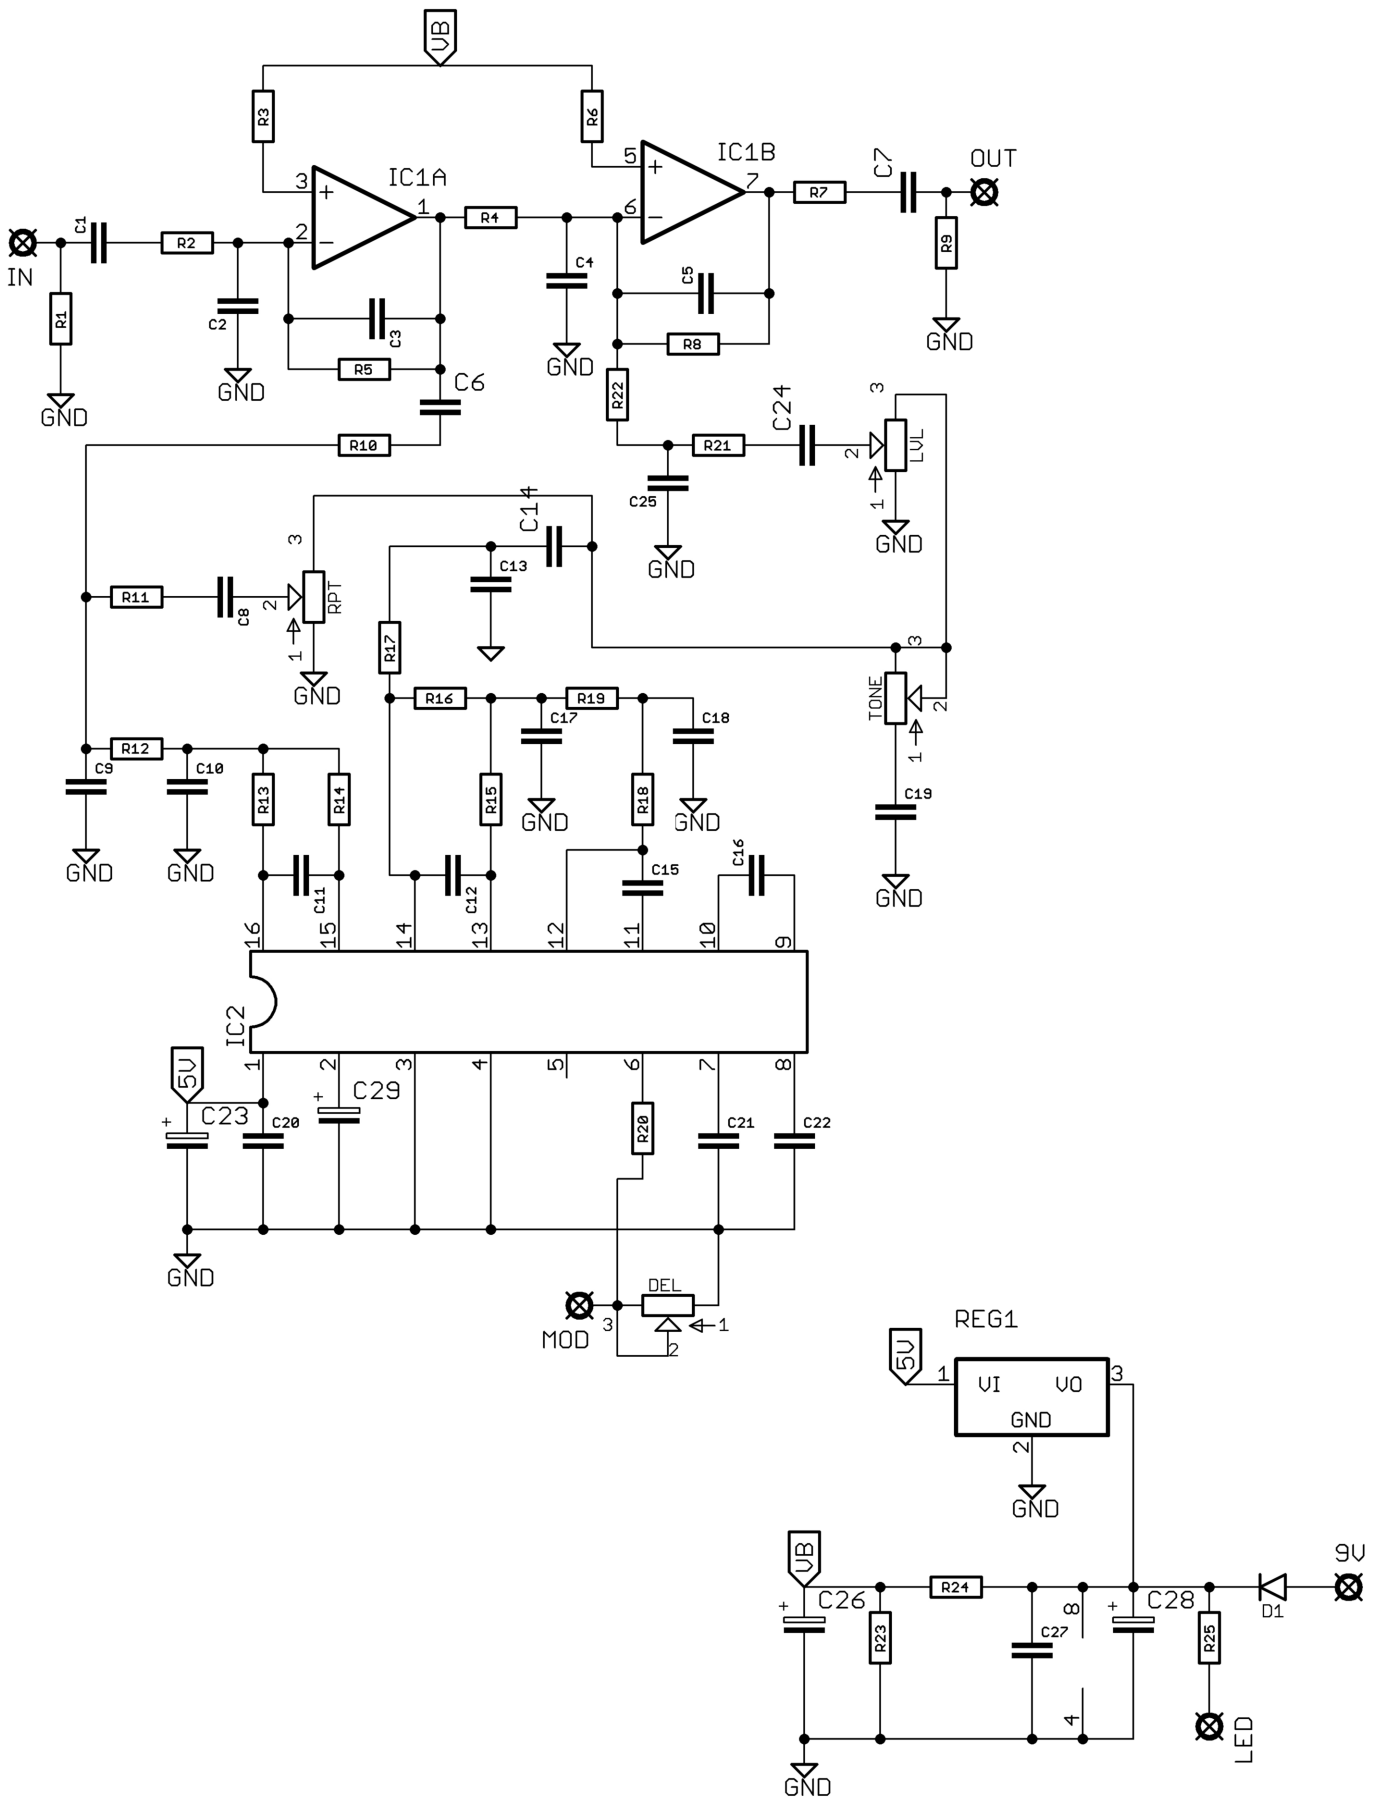 VB
R3
R6
IC1A
IC1B
C7
OUT
3
+
1
2
−
R4
5
+
6
−
7
R7
R9
GND
C1
IN
R2
R1
GND
C2
GND
C3
R5
C6
C4
GND
C5
R8
R22
R10
C24
R21
3
2
LVL
1
GND
C25
GND
C14
3
C13
R11
C8
2
RPT
1
GND
R17
3
TONE
2
1
R16
R19
C17
C18
R12
C9
C10
R13
R14
R15
GND
R18
GND
C19
GND
GND
C11
C12
C15
C16
GND
16
15
14
13
12
11
10
9
IC2
1
2
3
4
5
6
7
8
5V
+
C23
C20
+
C29
R20
C21
C22
GND
DEL
MOD
3
1
2
REG1
5V
1
VI
VO
3
GND
2
GND
VB
9V
+
C26
R24
8
+
C28
D1
R23
C27
R25
4
LED
GND